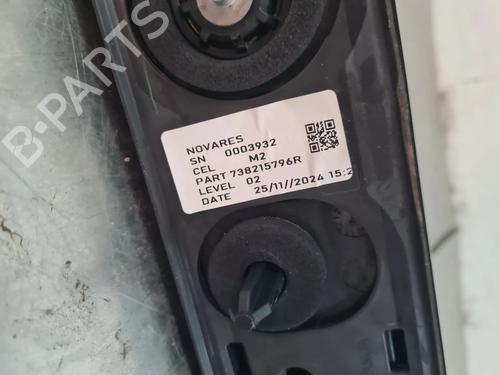 B-PARTS
NOVARES
SN 0003932
CEL M2
PART 738215796R
LEVEL 02
DATE 25/11//2024 15:2